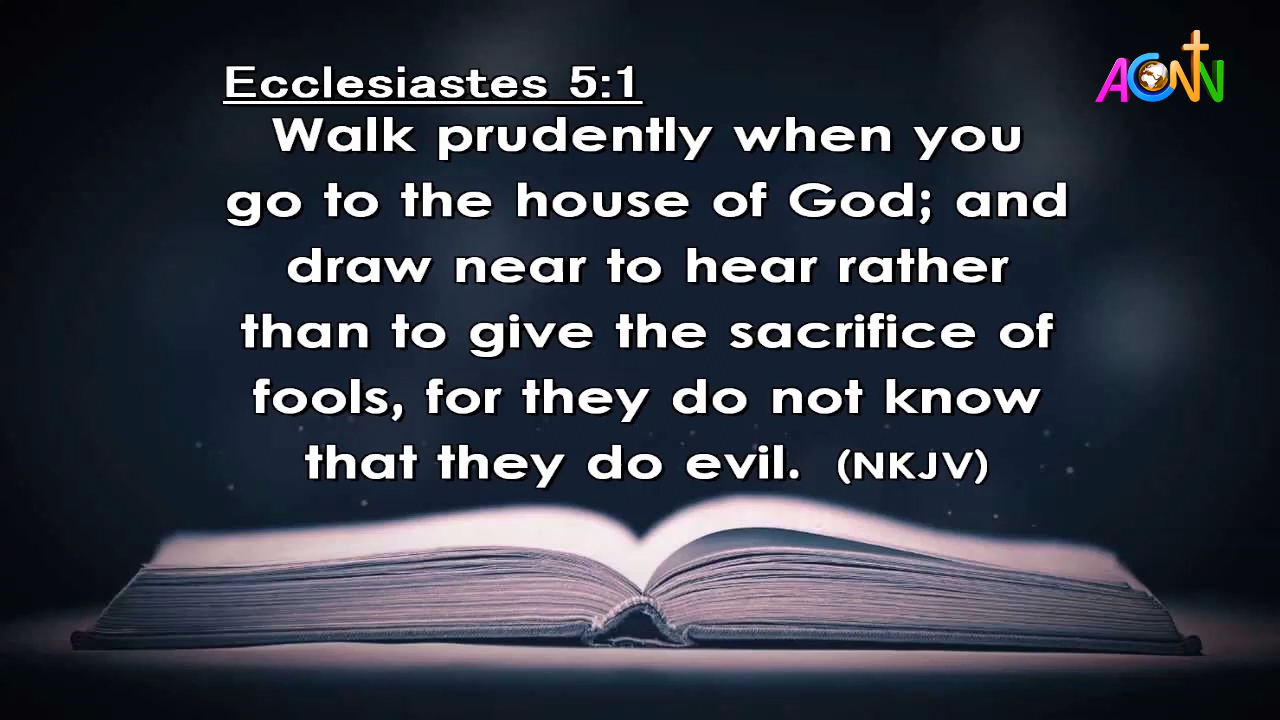 Ecclesiastes 5:1
ACNN
Walk prudently when you
go to the house of God; and
draw near to hear rather
than to give the sacrifice of
fools, for they do not know
that they do evil. (NKJV)